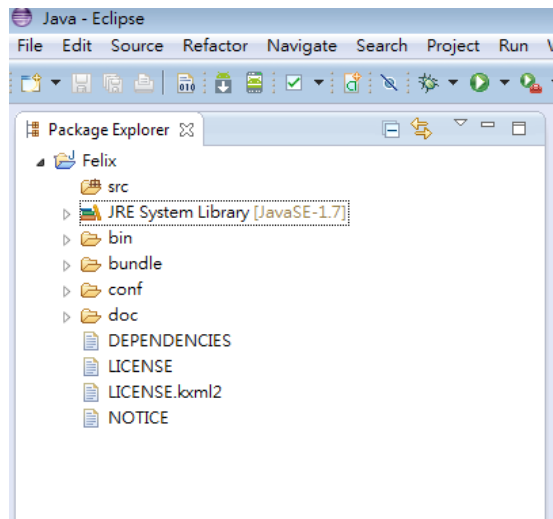 Java - Eclipse
File Edit Source Refactor Navigate Search Project Run
010
Package Explorer
Felix
src
JRE System Library [JavaSE-1.7]
bin
bundle
conf
doc
DEPENDENCIES
LICENSE
LICENSE.kxml2
NOTICE